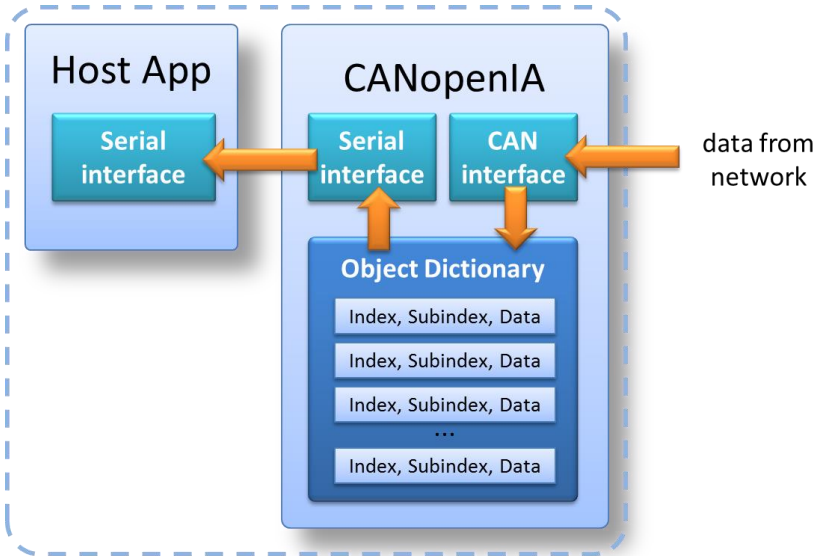 Host App
Serial
interface
CANopenIA
Serial
interface
CAN
interface
data from
network
Object Dictionary
Index, Subindex, Data
Index, Subindex, Data
Index, Subindex, Data
...
Index, Subindex, Data